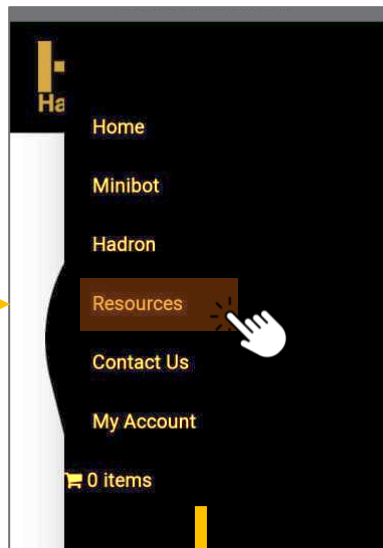 Ha
Home
Minibot
Hadron
Resources
Contact Us
My Account
0 items